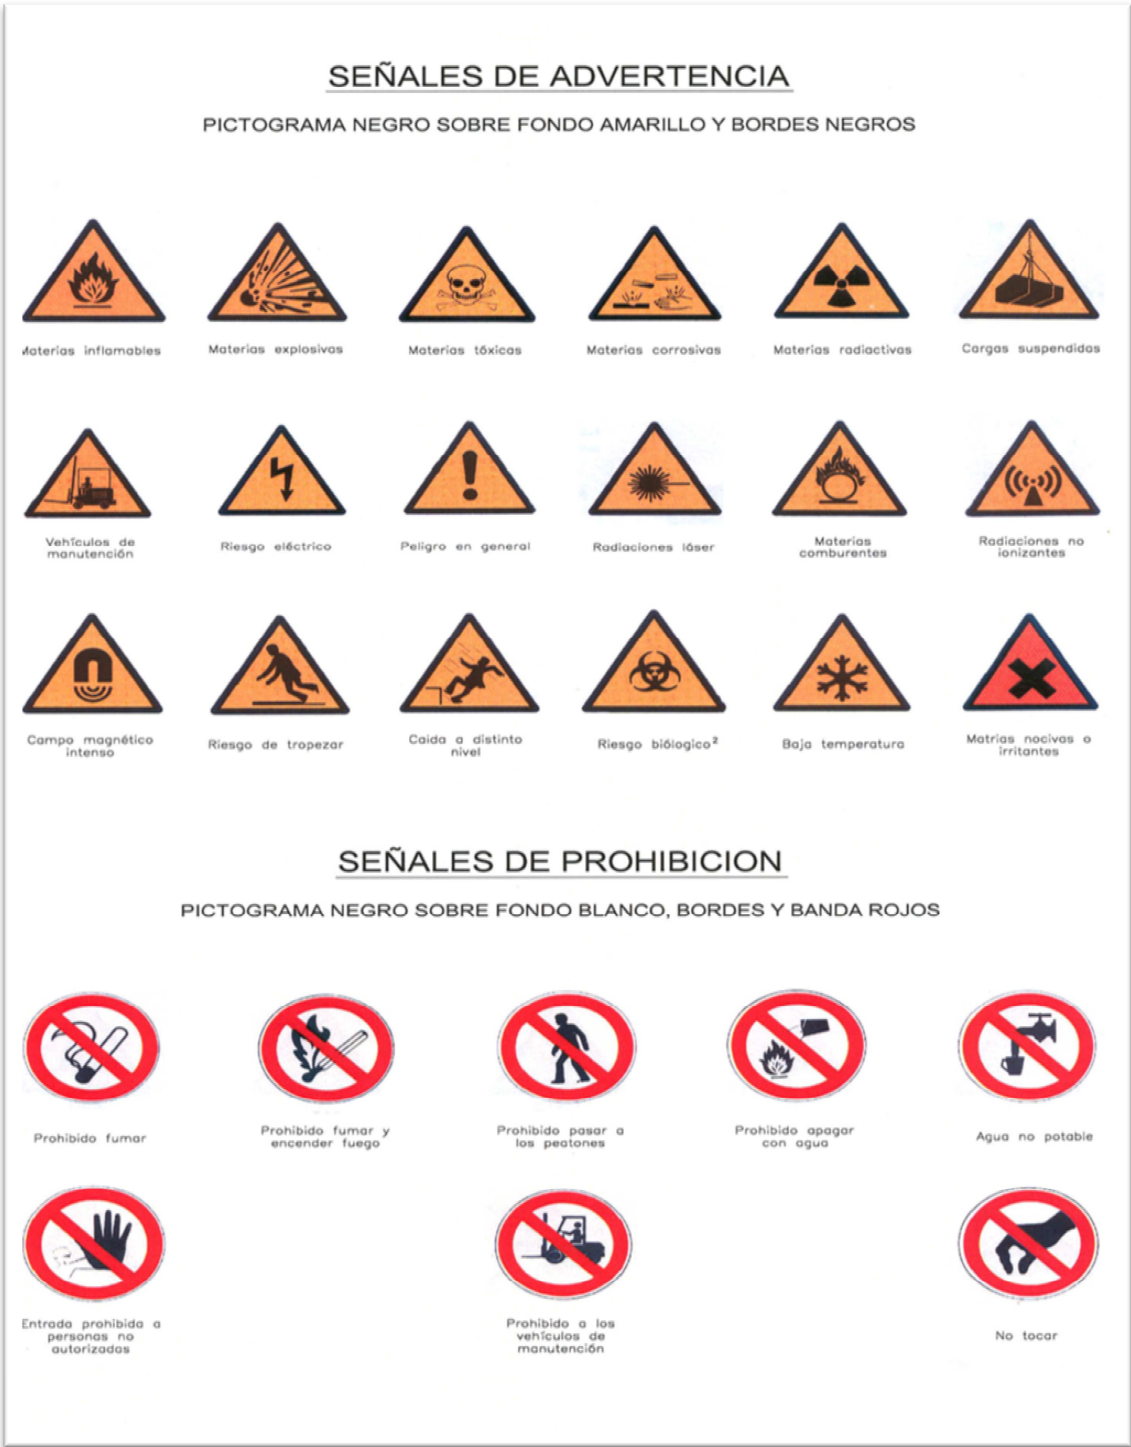 SEÑALES DE ADVERTENCIA
PICTOGRAMA NEGRO SOBRE FONDO AMARILLO Y BORDES NEGROS
Materias inflamables
Materias explosivas
Materias tóxicas
Materias corrosivas
Materias radiactivas
Cargas suspendidas
Vehículos de
manutención
Riesgo eléctrico
Peligro en general
Radiaciones láser
Materias
comburentes
Radiaciones no
ionizantes
Campo magnético
intenso
Riesgo de tropezar
Caida a distinto
nivel
Riesgo biólogico²
Baja temperatura
Matrias nocivas o
irritantes
SEÑALES DE PROHIBICION
PICTOGRAMA NEGRO SOBRE FONDO BLANCO, BORDES Y BANDA ROJOS
Prohibido fumar
Prohibido fumar y
encender fuego
Prohibido pasar a
los peatones
Prohibido apagar
con agua
Agua no potable
Entrada prohibida a
personas no
autorizadas
Prohibido a los
vehículos de
manutención
No tocar